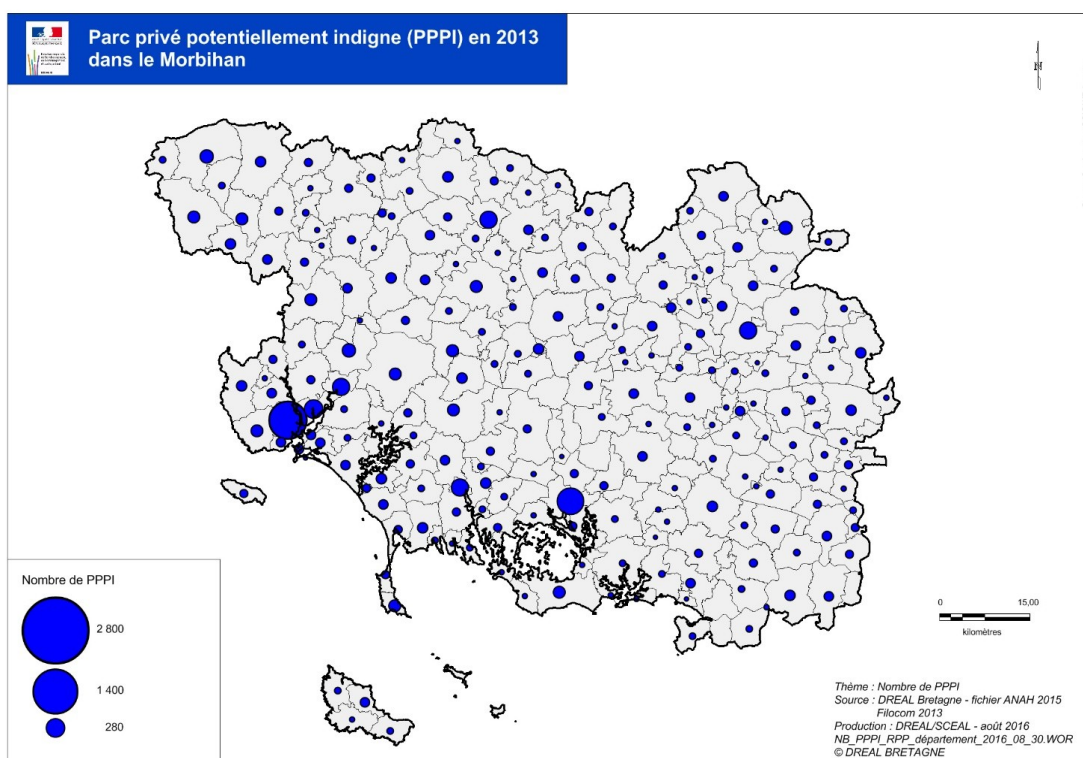 Parc privé potentiellement indigne (PPPI) en 2013
dans le Morbihan
N
Nombre de PPPI
2 800
1 400
280
0 15,00
kilomètres
Thème : Nombre de PPPI
Source : DREAL Bretagne - fichier ANAH 2015
Filocom 2013
Production : DREAL/SCEAL - août 2016
NB_PPPI_RPP_département_2016_08_30.WOR
© DREAL BRETAGNE